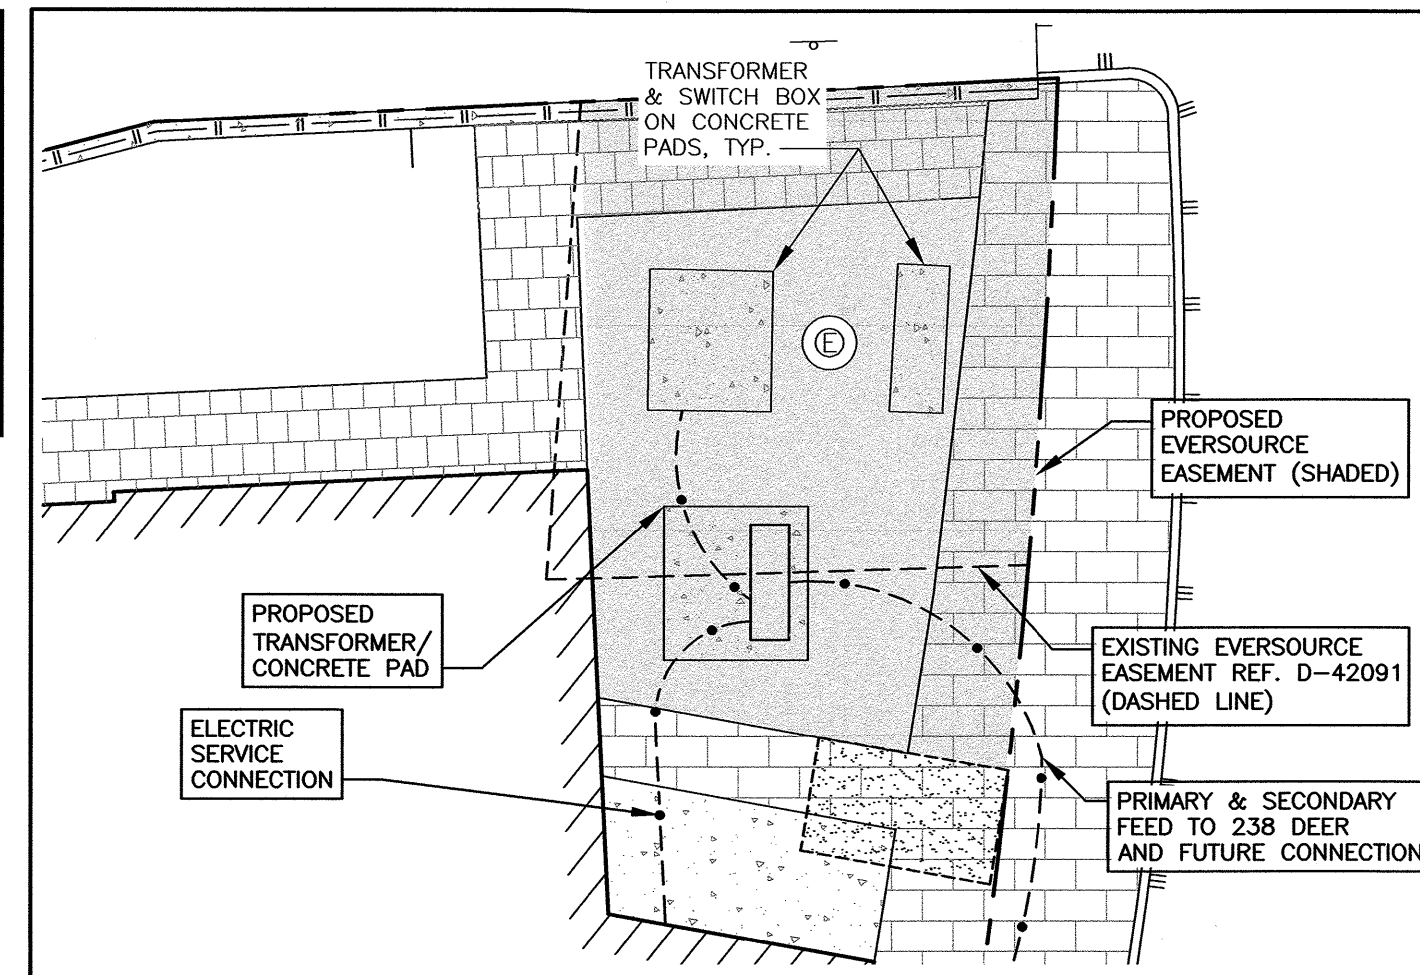 TRANSFORMER
& SWITCH BOX
ON CONCRETE
PADS, TYP.
E
PROPOSED
EVERSOURCE
EASEMENT (SHADED)
PROPOSED
TRANSFORMER/
CONCRETE PAD
EXISTING EVERSOURCE
EASEMENT REF. D-42091
(DASHED LINE)
ELECTRIC
SERVICE
CONNECTION
PRIMARY & SECONDARY
FEED TO 238 DEER
AND FUTURE CONNECTION